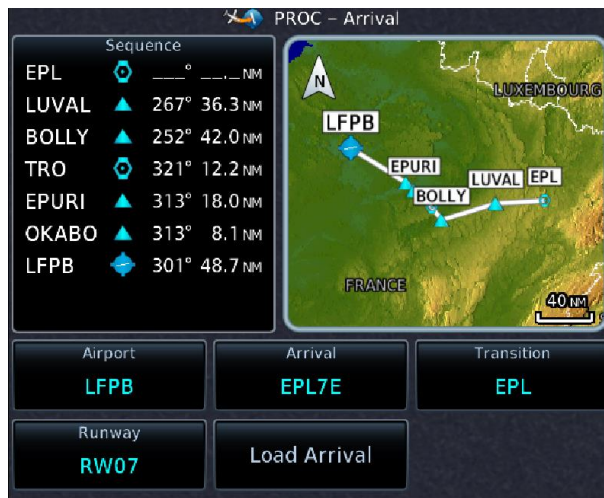 PROC – Arrival
Sequence
EPL ___° __._NM
LUVAL 267° 36.3NM
BOLLY 252° 42.0NM
TRO 321° 12.2NM
EPURI 313° 18.0NM
OKABO 313° 8.1NM
LFPB 301° 48.7NM
N
LUXEMBOURG
LFPB
EPURI
LUVAL
EPL
BOLLY
FRANCE
40NM
Airport
LFPB
Arrival
EPL7E
Transition
EPL
Runway
RW07
Load Arrival